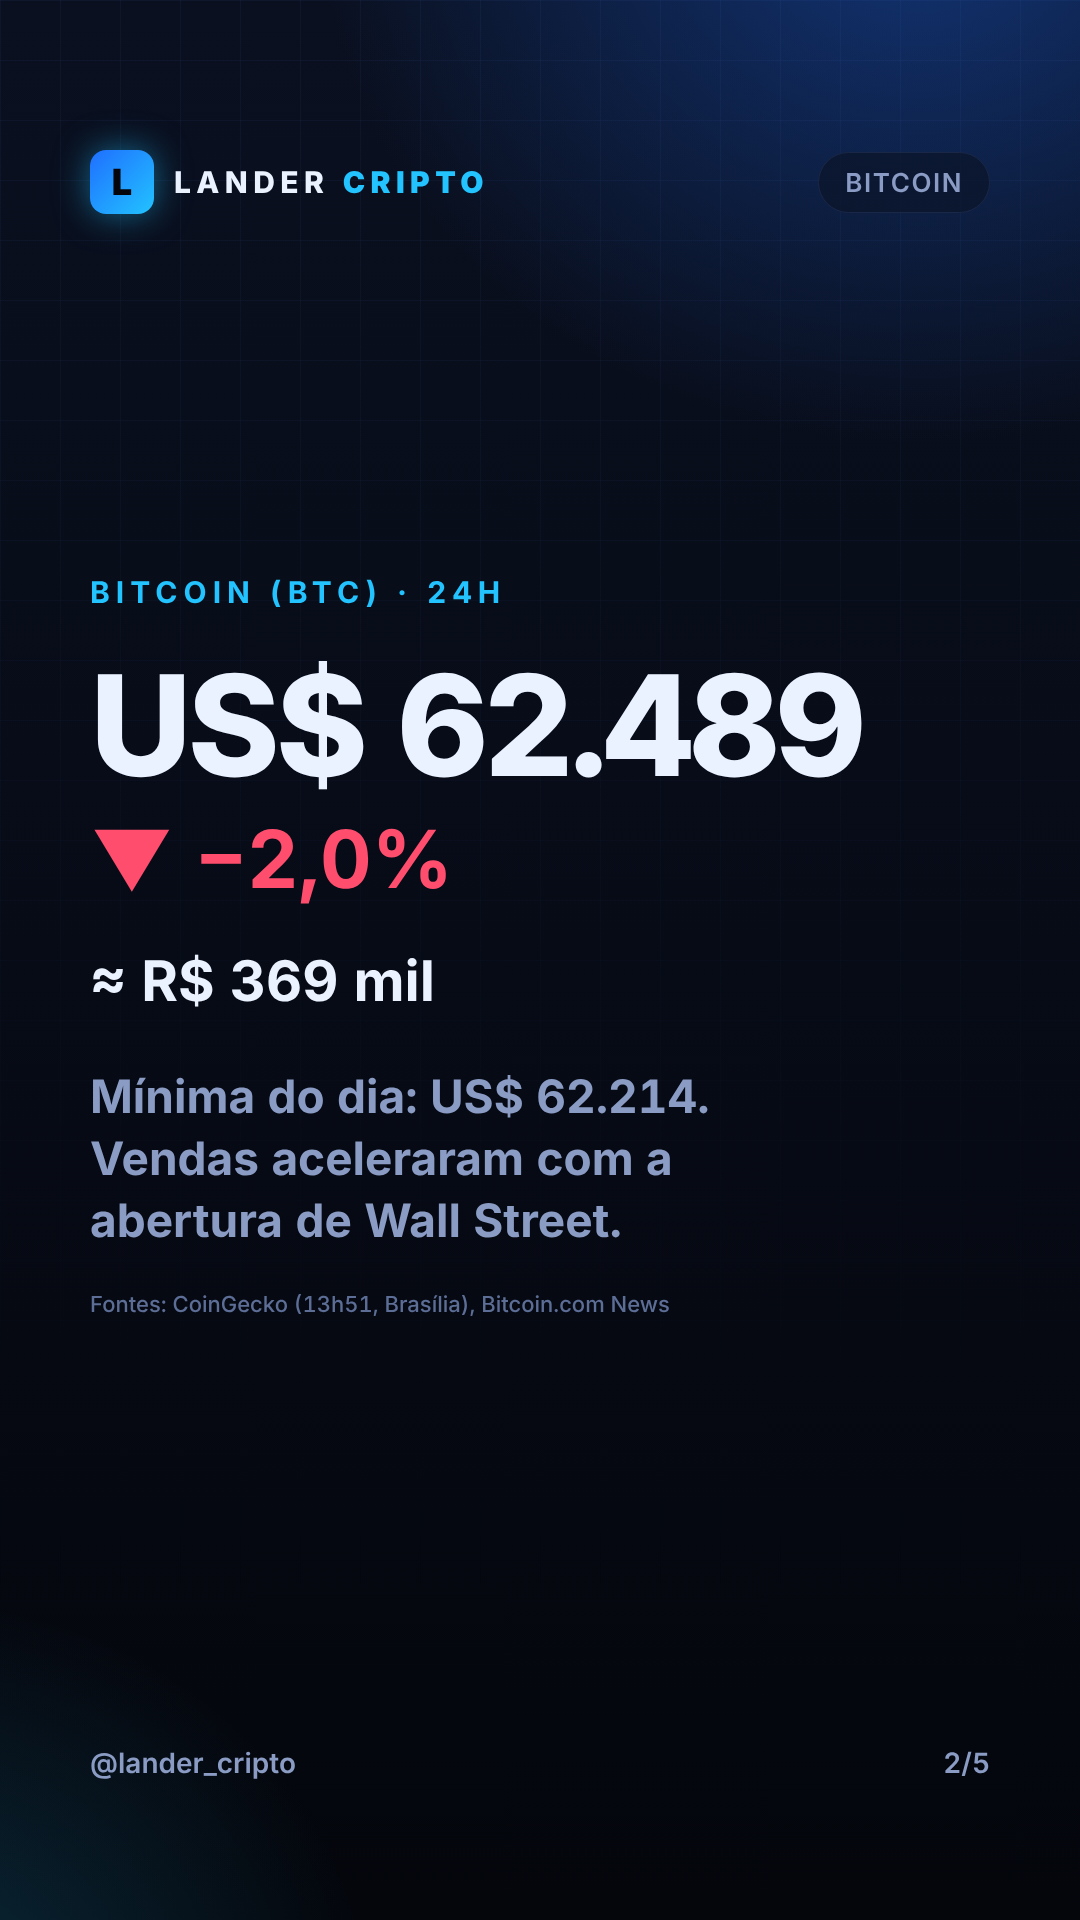 L LANDER CRIPTO
BITCOIN
BITCOIN (BTC) · 24H
US$ 62.489
▼ −2,0%
≈ R$ 369 mil
Mínima do dia: US$ 62.214.
Vendas aceleraram com a
abertura de Wall Street.
Fontes: CoinGecko (13h51, Brasília), Bitcoin.com News
@lander_cripto
2/5